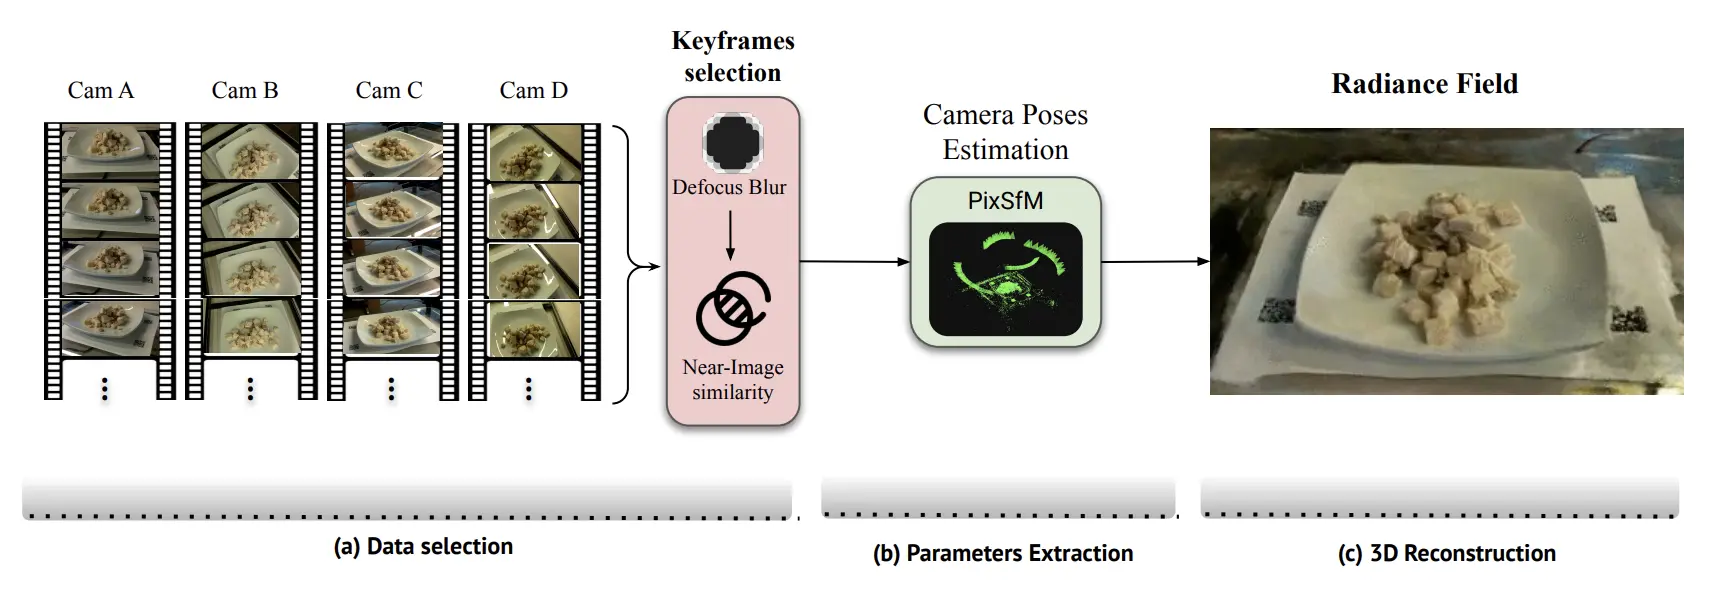 Cam A
Cam B
Cam C
Cam D
Keyframes
selection
Defocus Blur
Near-Image
similarity
Camera Poses
Estimation
PixSfM
Radiance Field
(a) Data selection
(b) Parameters Extraction
(c) 3D Reconstruction